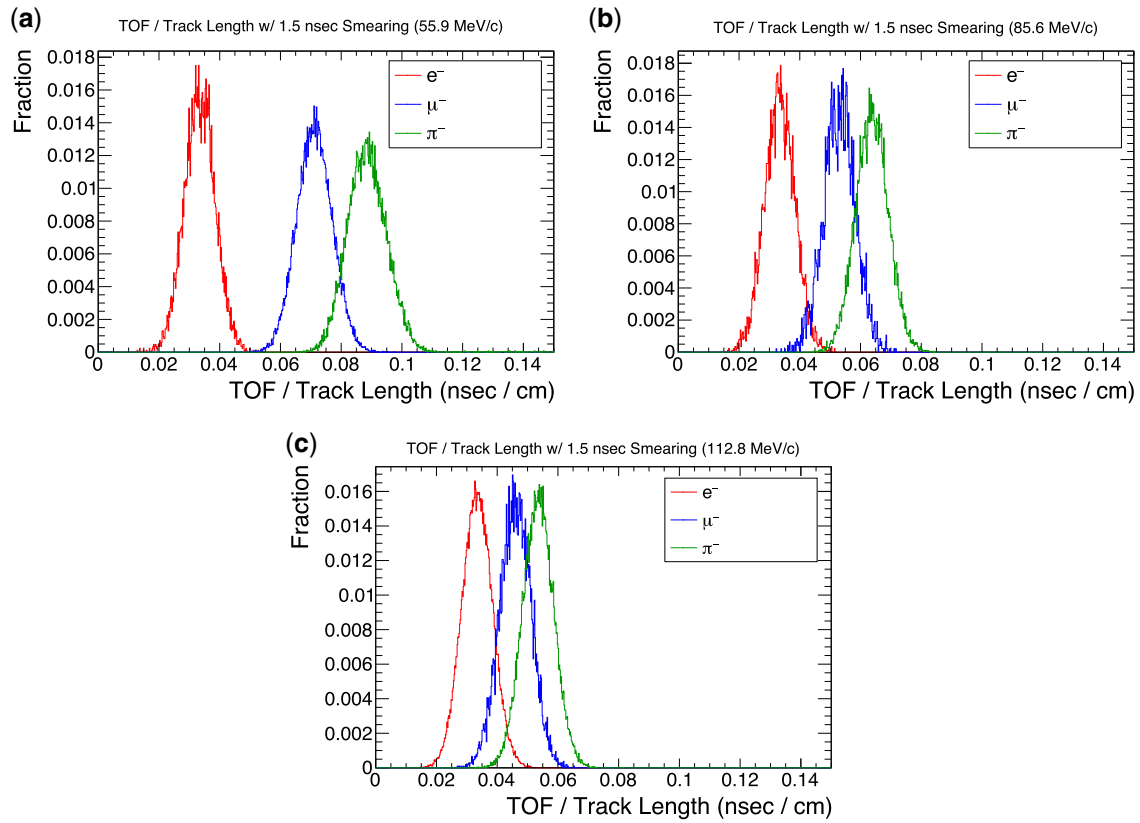 (a)
TOF / Track Length w/ 1.5 nsec Smearing (55.9 MeV/c)
Fraction
0.018
0.016
0.014
0.012
0.01
0.008
0.006
0.004
0.002
0
e⁻
μ⁻
π⁻
0 0.02 0.04 0.06 0.08 0.1 0.12 0.14
TOF / Track Length (nsec / cm)
(b)
TOF / Track Length w/ 1.5 nsec Smearing (85.6 MeV/c)
Fraction
0.018
0.016
0.014
0.012
0.01
0.008
0.006
0.004
0.002
0
e⁻
μ⁻
π⁻
0 0.02 0.04 0.06 0.08 0.1 0.12 0.14
TOF / Track Length (nsec / cm)
(c)
TOF / Track Length w/ 1.5 nsec Smearing (112.8 MeV/c)
Fraction
0.016
0.014
0.012
0.01
0.008
0.006
0.004
0.002
0
e⁻
μ⁻
π⁻
0 0.02 0.04 0.06 0.08 0.1 0.12 0.14
TOF / Track Length (nsec / cm)